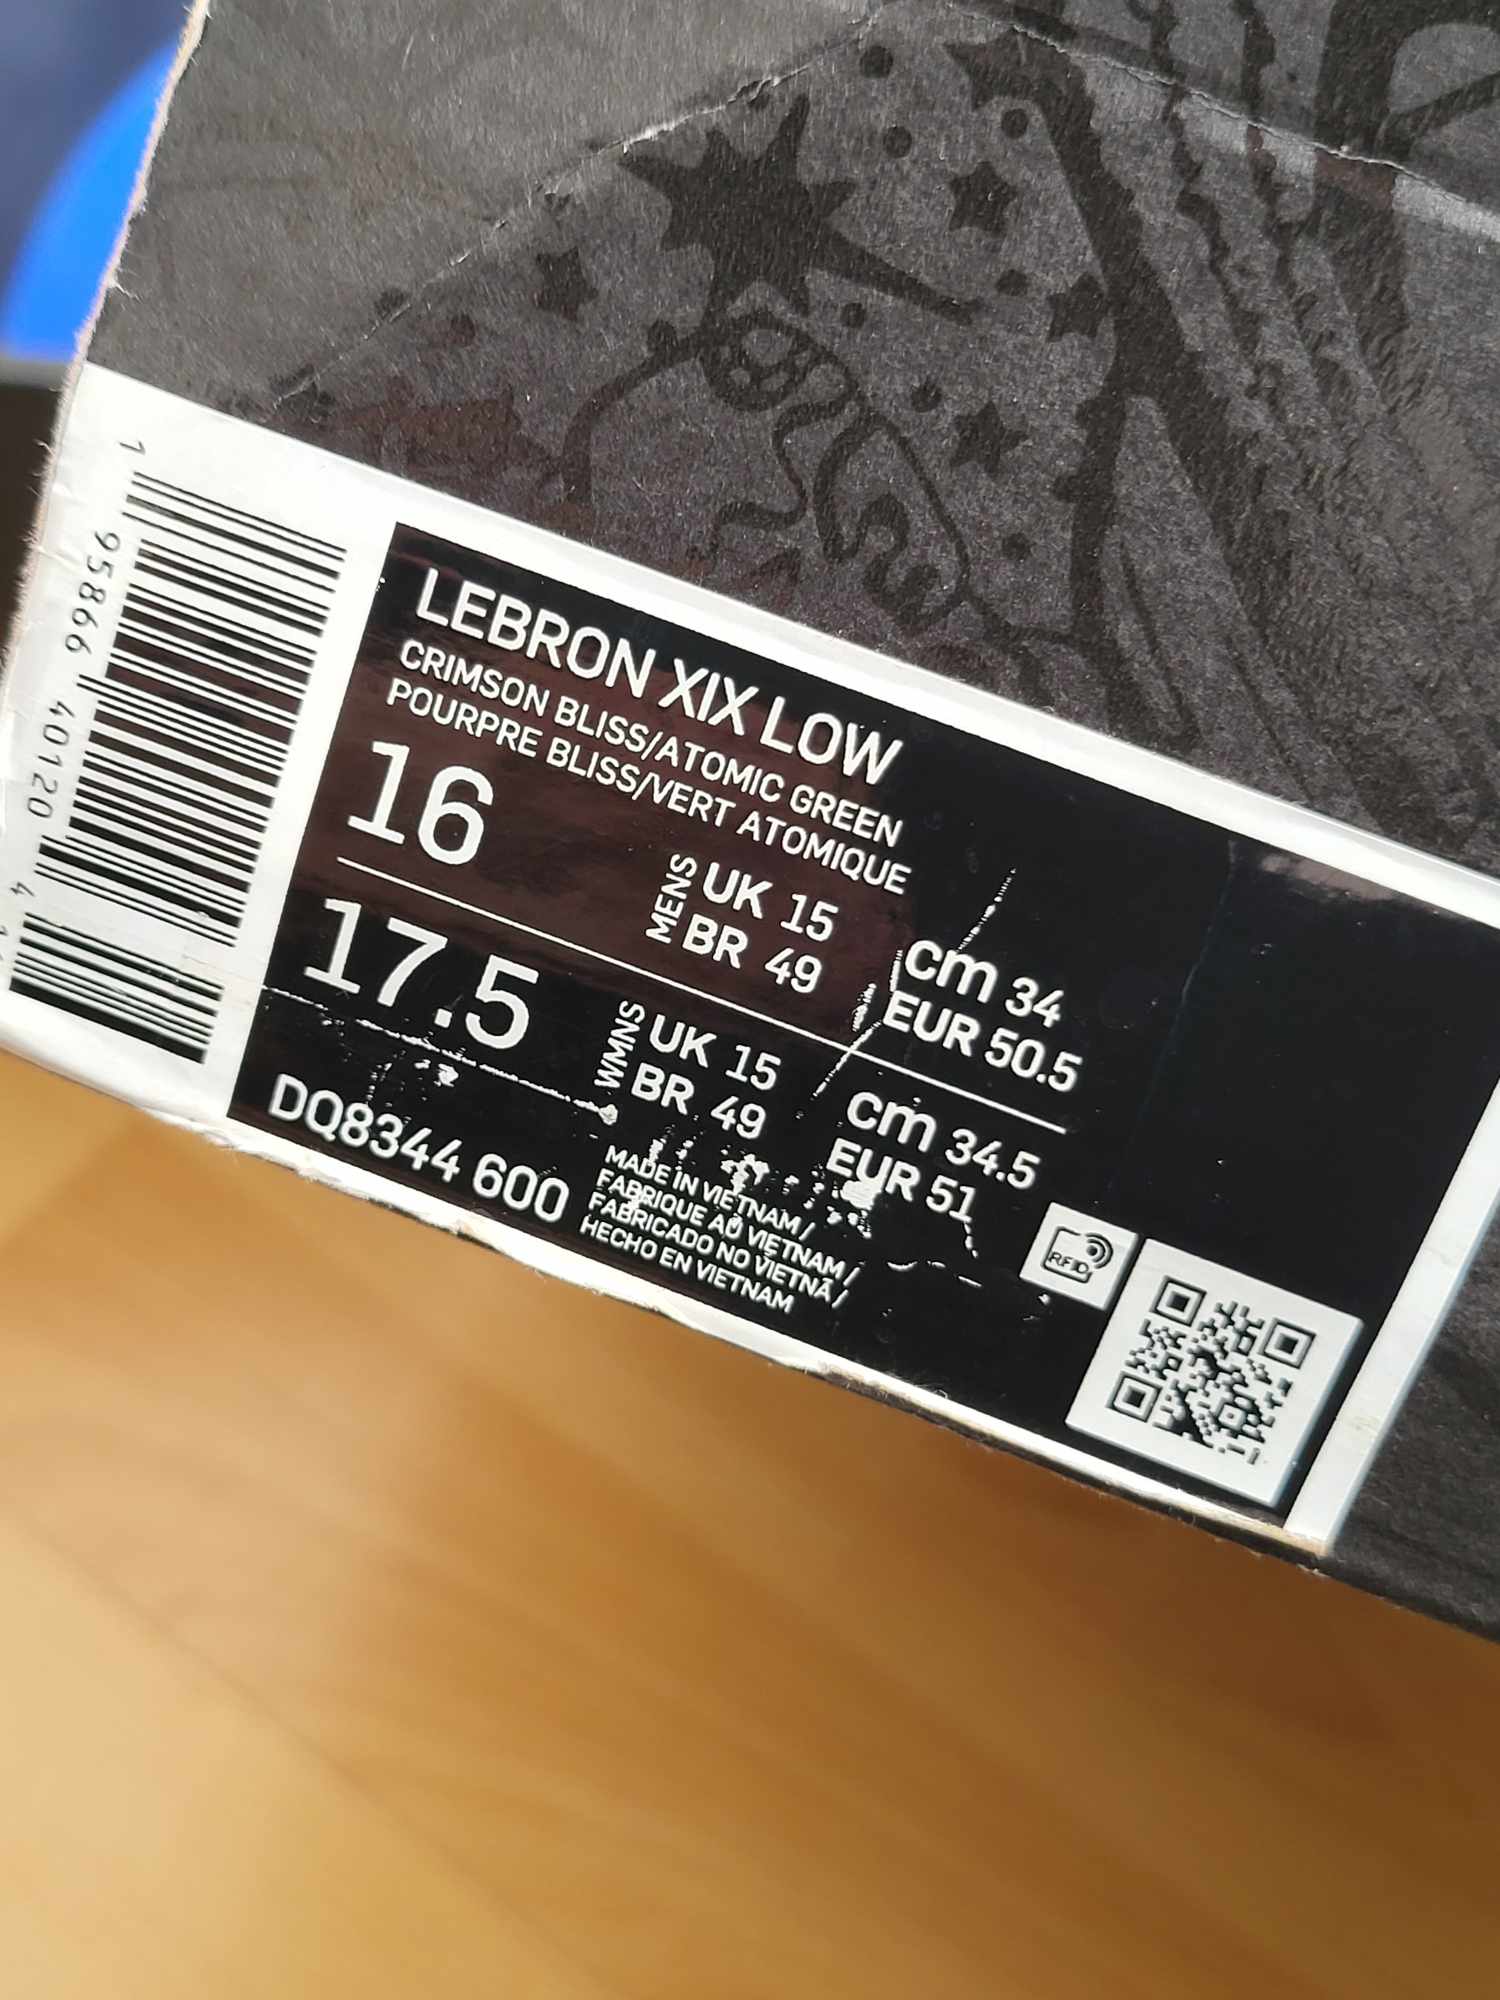 LEBRON XIX LOW
CRIMSON BLISS/ATOMIC GREEN
POURPRE BLISS/VERT ATOMIQUE
16
MENS
UK 15
BR 49
cm 34
EUR 50.5
17.5
WMNS
UK 15
BR 49
cm 34.5
EUR 51
DQ8344 600
MADE IN VIETNAM /
FABRIQUE AU VIETNAM /
FABRICADO NO VIETNÃ /
HECHO EN VIETNAM
RFID
1 95866 40120 4